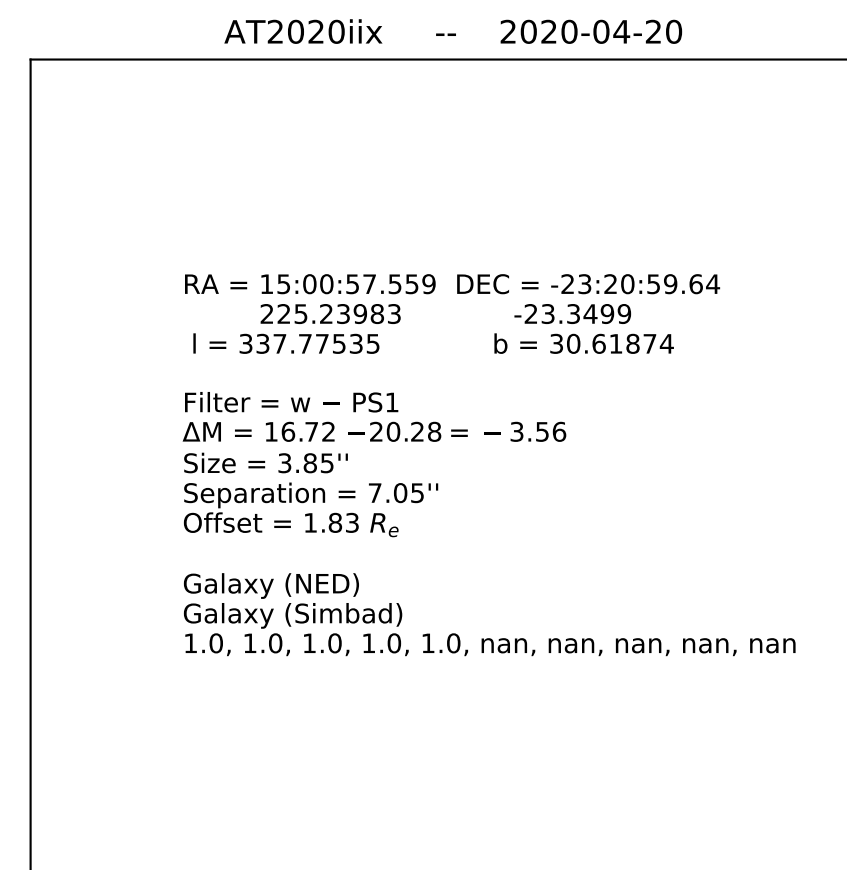 AT2020iix -- 2020-04-20
RA = 15:00:57.559 DEC = -23:20:59.64
225.23983 -23.3499
l = 337.77535 b = 30.61874
Filter = w − PS1
ΔM = 16.72 −20.28 = − 3.56
Size = 3.85''
Separation = 7.05''
Offset = 1.83 Rₑ
Galaxy (NED)
Galaxy (Simbad)
1.0, 1.0, 1.0, 1.0, 1.0, nan, nan, nan, nan, nan